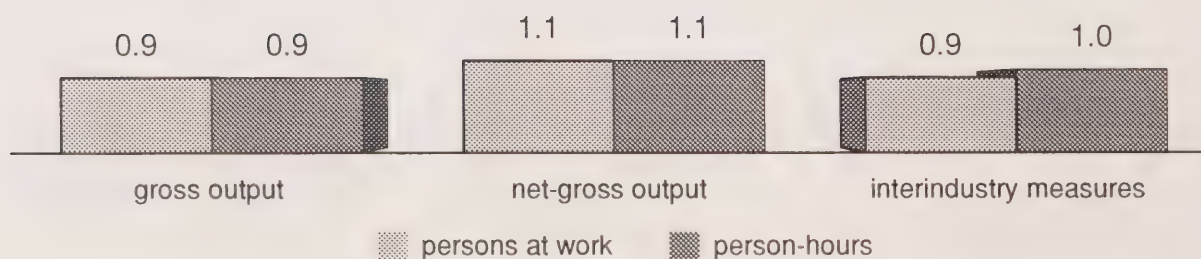 0.9 0.9 1.1 1.1 0.9 1.0
gross output net-gross output interindustry measures
persons at work person-hours